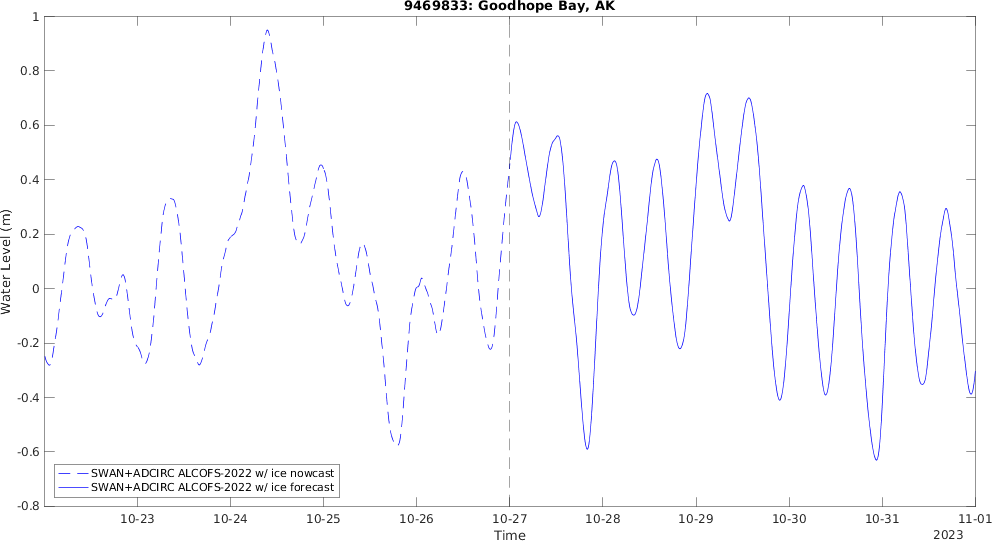 9469833: Goodhope Bay, AK
1
0.8
0.6
0.4
0.2
0
-0.2
-0.4
-0.6
-0.8
Water Level (m)
SWAN+ADCIRC ALCOFS-2022 w/ ice nowcast
SWAN+ADCIRC ALCOFS-2022 w/ ice forecast
10-23 10-24 10-25 10-26 10-27 10-28 10-29 10-30 10-31 11-01
Time
2023